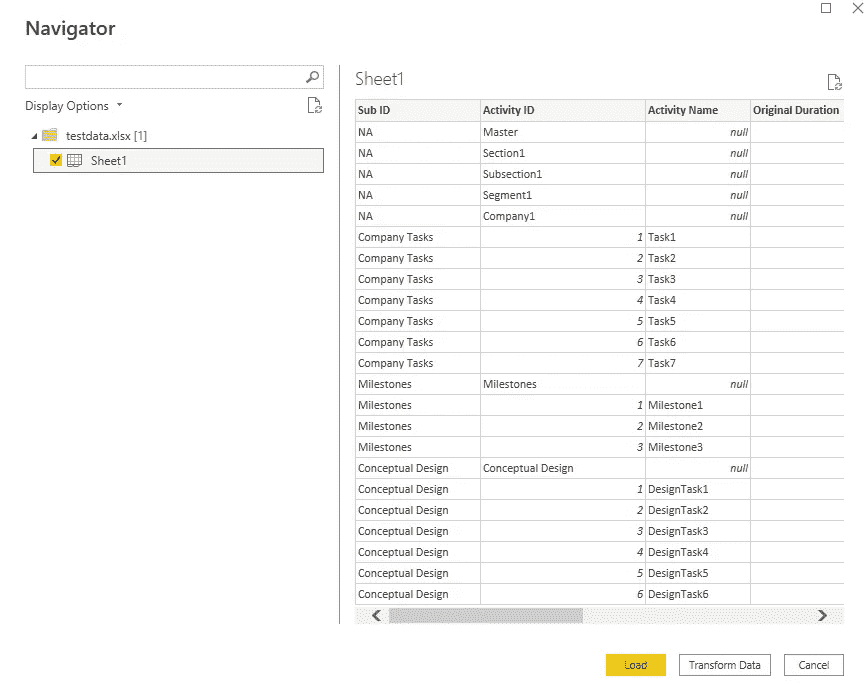 Navigator
Display Options
testdata.xlsx [1]
Sheet1
Sheet1
Sub ID Activity ID Activity Name Original Duration
NA Master null
NA Section1 null
NA Subsection1 null
NA Segment1 null
NA Company1 null
Company Tasks 1 Task1
Company Tasks 2 Task2
Company Tasks 3 Task3
Company Tasks 4 Task4
Company Tasks 5 Task5
Company Tasks 6 Task6
Company Tasks 7 Task7
Milestones Milestones null
Milestones 1 Milestone1
Milestones 2 Milestone2
Milestones 3 Milestone3
Conceptual Design Conceptual Design null
Conceptual Design 1 DesignTask1
Conceptual Design 2 DesignTask2
Conceptual Design 3 DesignTask3
Conceptual Design 4 DesignTask4
Conceptual Design 5 DesignTask5
Conceptual Design 6 DesignTask6
Load Transform Data Cancel